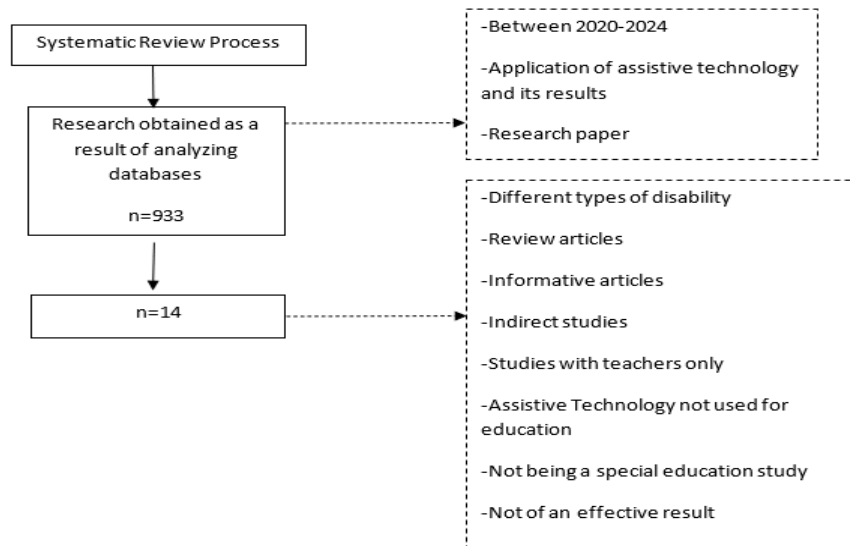 Systematic Review Process
Research obtained as a
result of analyzing
databases
n=933
n=14
-Between 2020-2024
-Application of assistive technology
and its results
-Research paper
-Different types of disability
-Review articles
-Informative articles
-Indirect studies
-Studies with teachers only
-Assistive Technology not used for
education
-Not being a special education study
-Not of an effective result